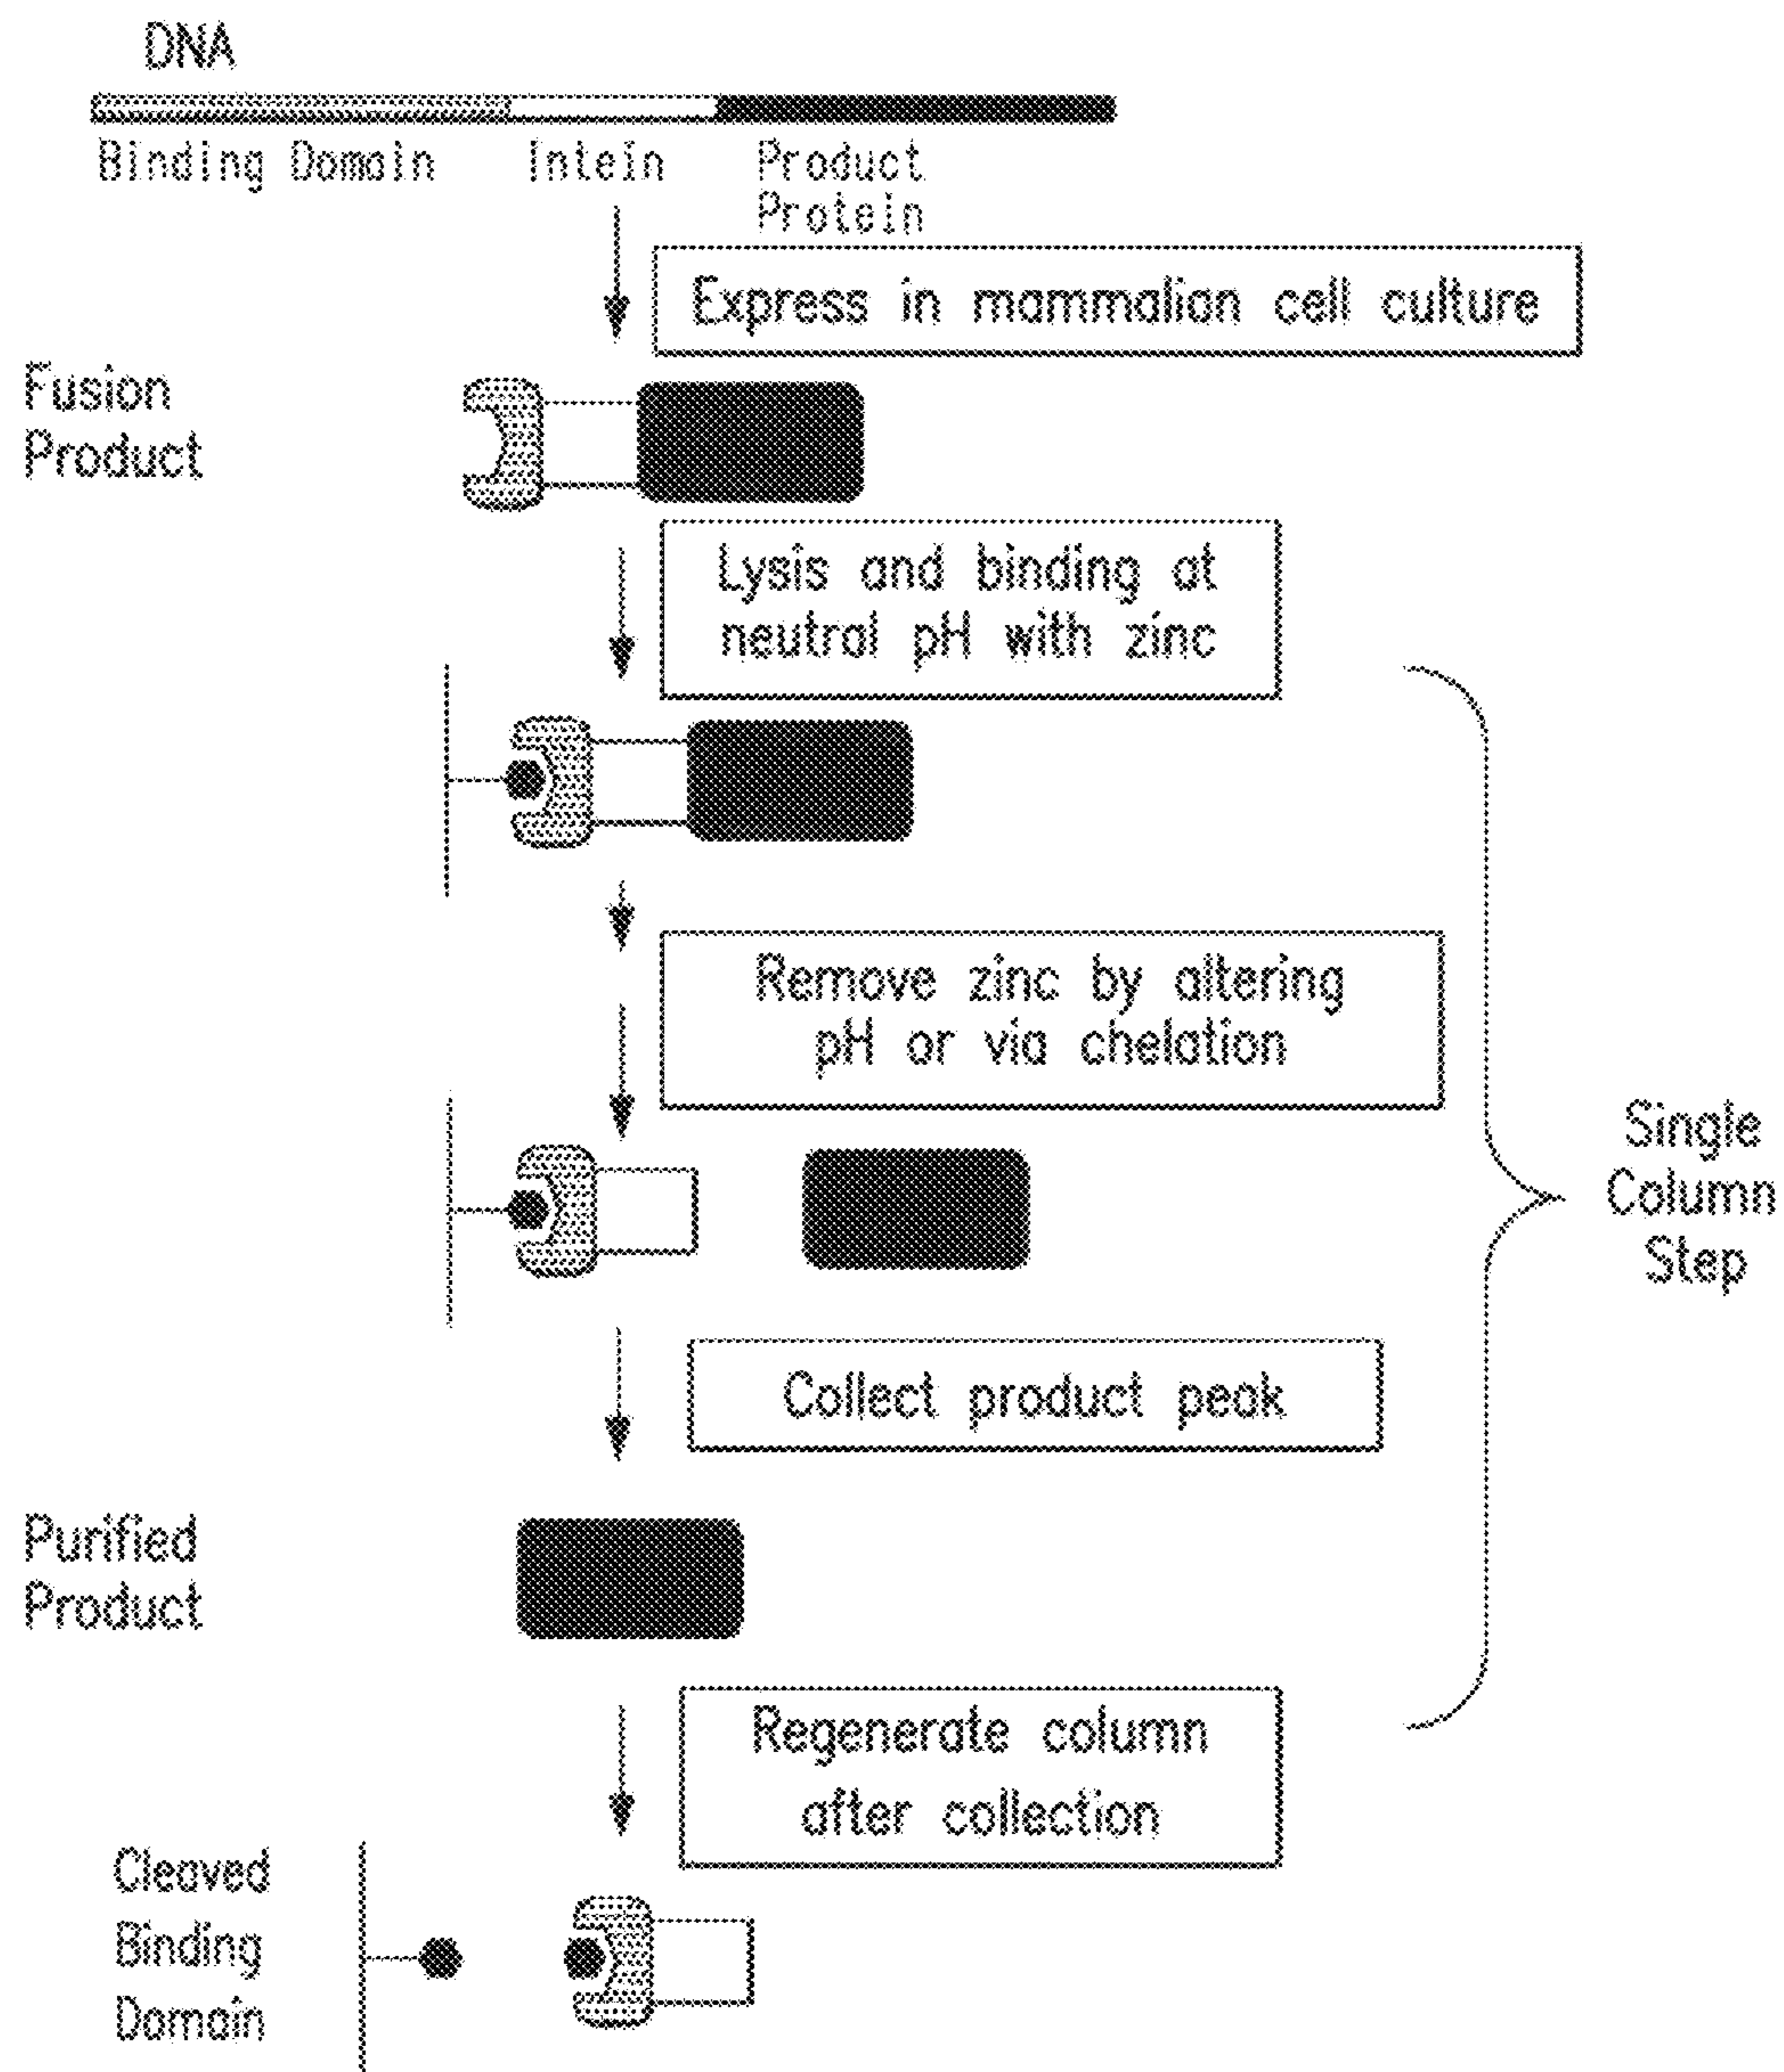 DNA
Binding Domain
Intein
Product
Protein
Express in mammalian cell culture
Fusion
Product
Lysis and binding at
neutral pH with zinc
Remove zinc by altering
pH or via chelation
Single
Column
Step
Collect product peak
Purified
Product
Regenerate column
after collection
Cleaved
Binding
Domain